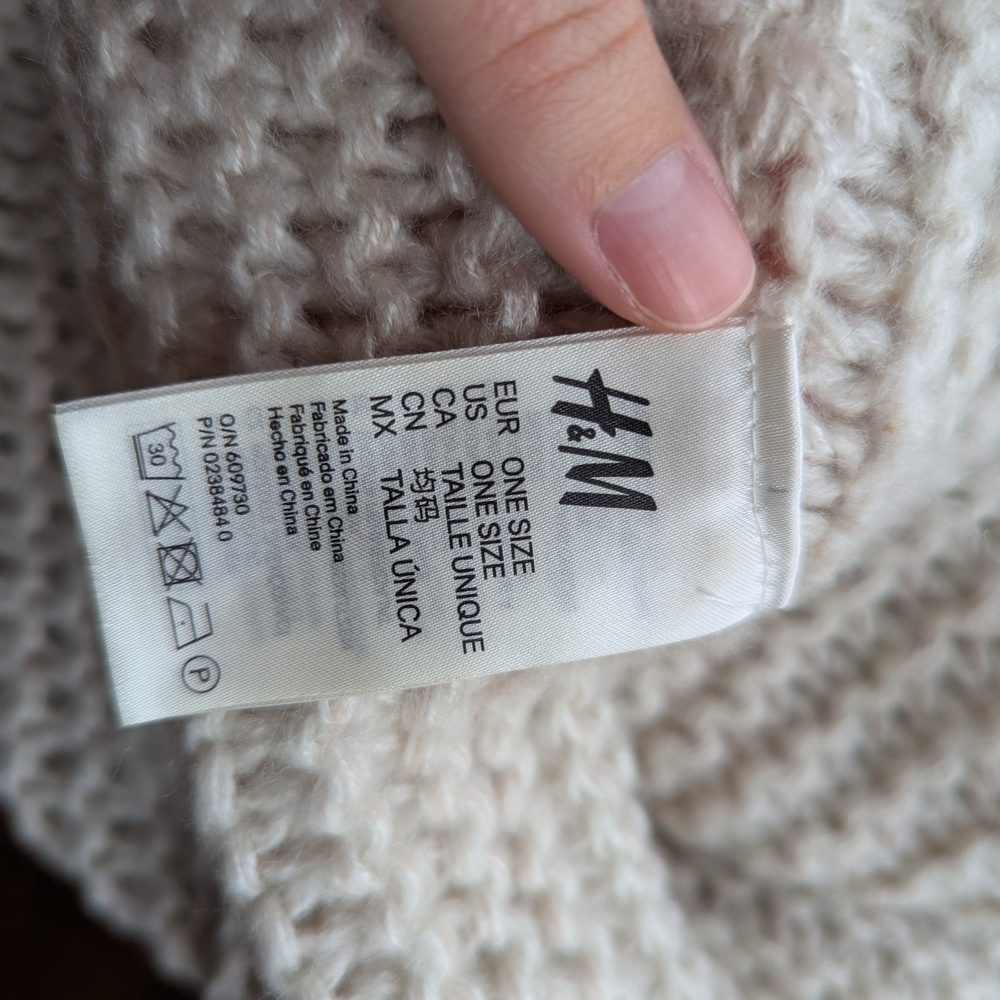 H&M
EUR ONE SIZE
US ONE SIZE
CA TAILLE UNIQUE
CN 均码
MX TALLA ÚNICA
Made in China
Fabricado em China
Fabriqué en Chine
Hecho en China
O/N 609730
P/N 0238484 0
30
P